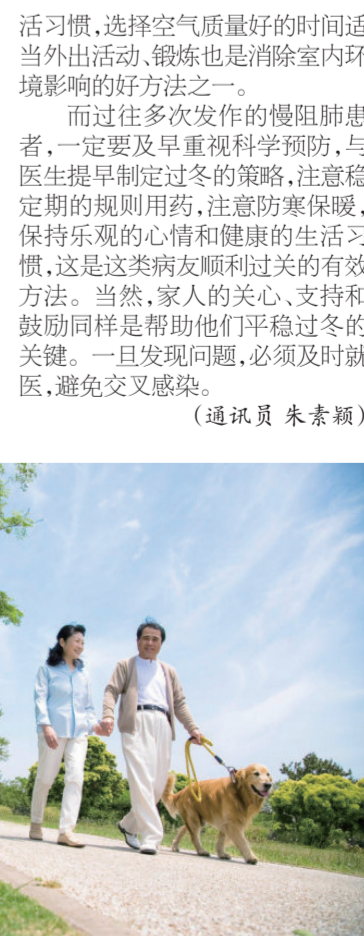 活习惯,选择空气质量好的时间适
当外出活动、锻炼也是消除室内环
境影响的好方法之一。
而过往多次发作的慢阻肺患
者,一定要及早重视科学预防,与
医生提早制定过冬的策略,注意稳
定期的规则用药,注意防寒保暖,
保持乐观的心情和健康的生活习
惯,这是这类病友顺利过关的有效
方法。当然,家人的关心、支持和
鼓励同样是帮助他们平稳过冬的
关键。一旦发现问题,必须及时就
医,避免交叉感染。
(通讯员 朱素颖)